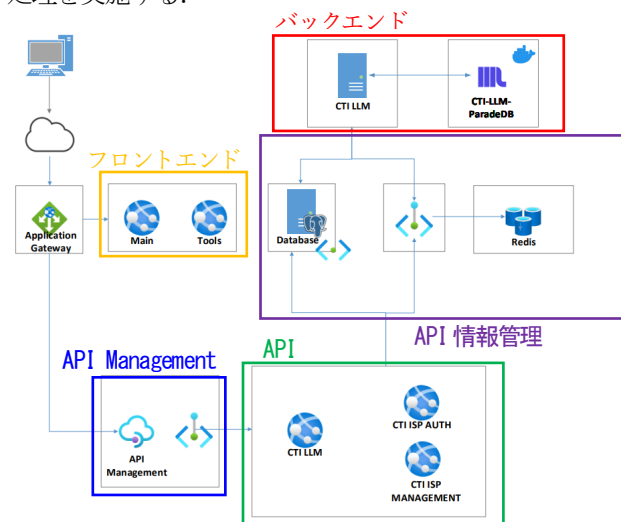 処理を実施する.
バックエンド
CTI LLM
CTI-LLM-
ParadeDB
フロントエンド
Application
Gateway
Main
Tools
Database
Redis
API 情報管理
API Management
API
API
Management
CTI LLM
CTI ISP AUTH
CTI ISP
MANAGEMENT